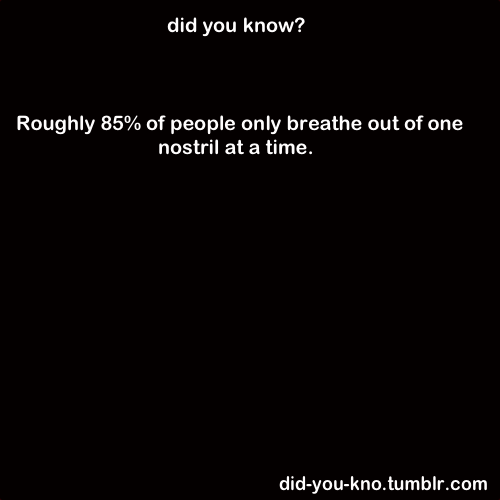 did you know?
Roughly 85% of people only breathe out of one
nostril at a time.
did-you-kno.tumblr.com